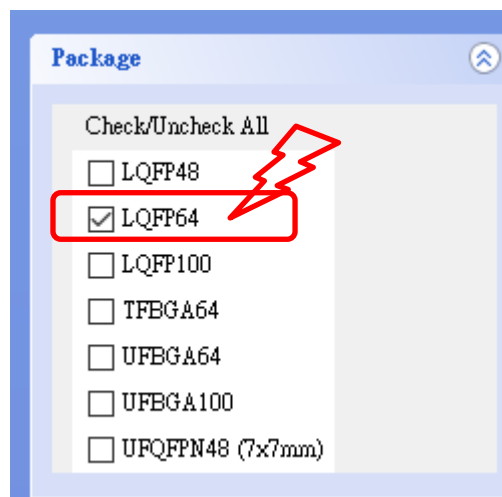 Package
Check/Uncheck All
LQFP48
LQFP64
LQFP100
TFBGA64
UFBGA64
UFBGA100
UFQFPN48 (7x7mm)